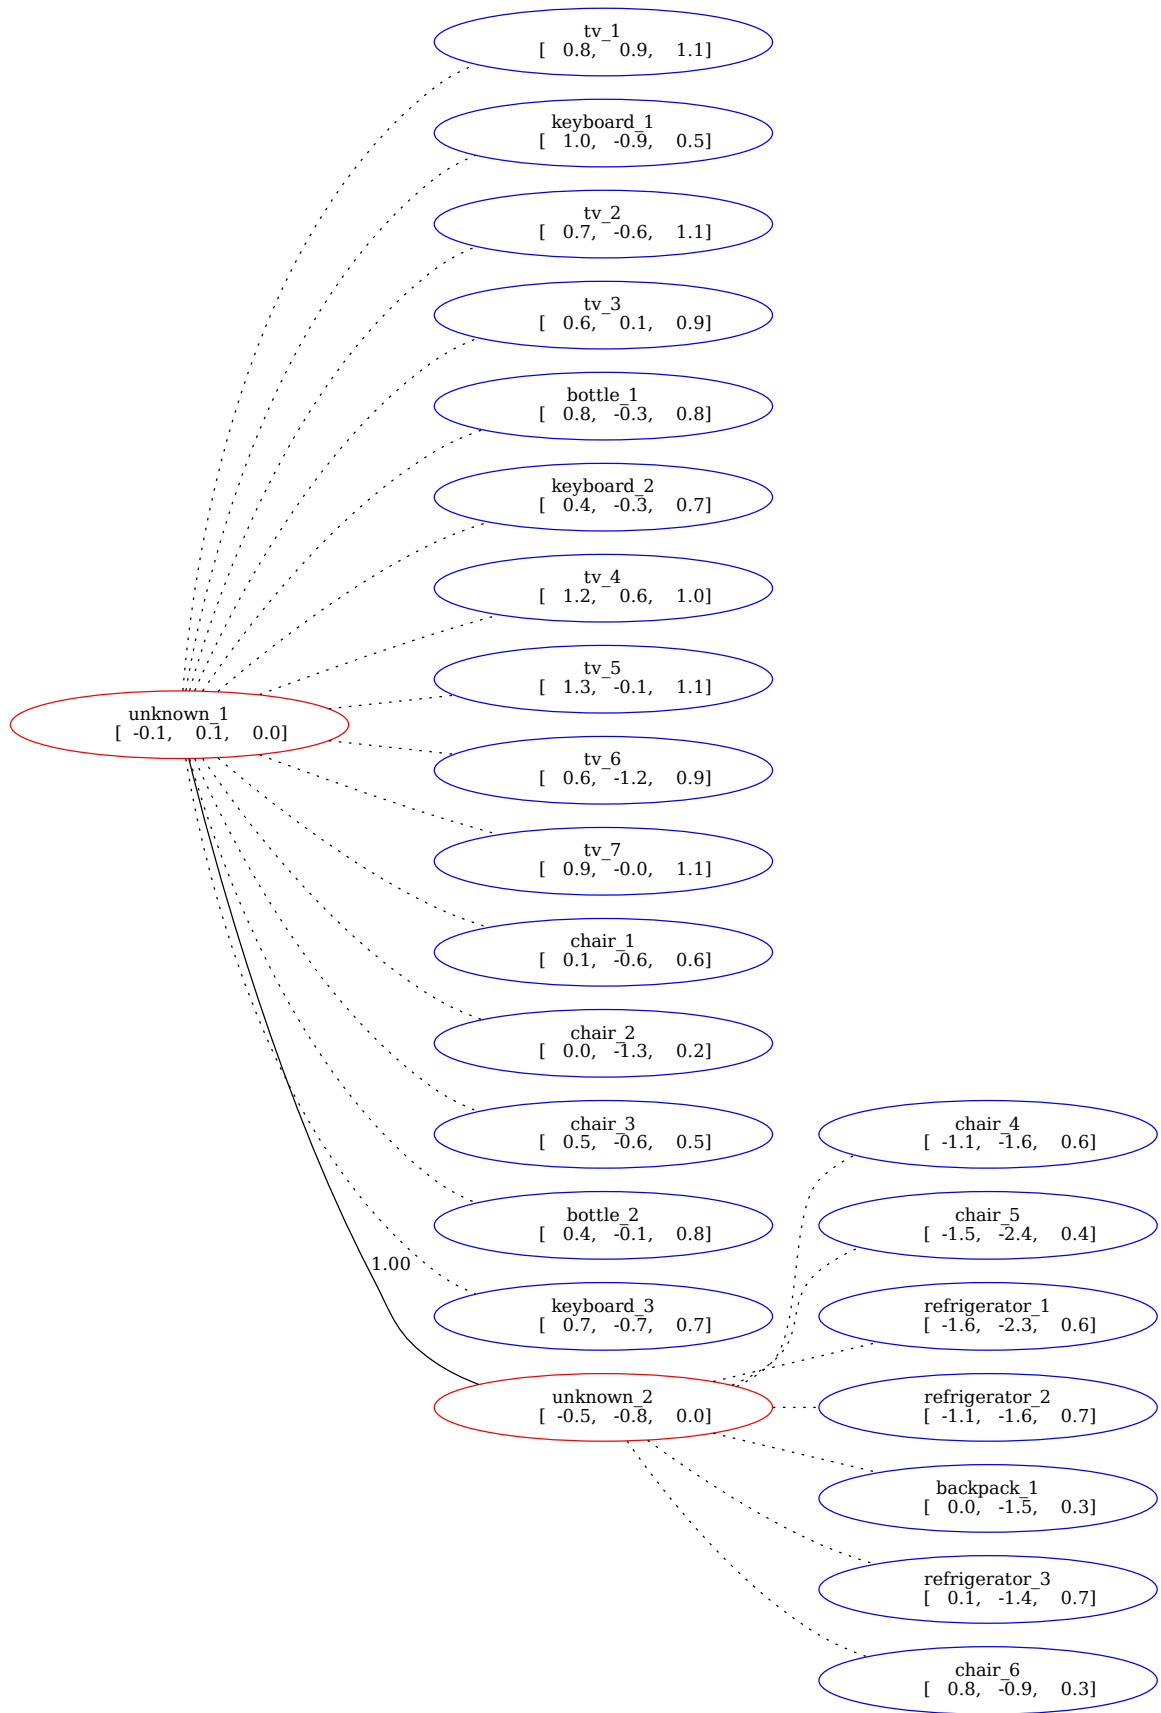 tv_1
[ 0.8, 0.9, 1.1]
keyboard_1
[ 1.0, -0.9, 0.5]
tv_2
[ 0.7, -0.6, 1.1]
tv_3
[ 0.6, 0.1, 0.9]
bottle_1
[ 0.8, -0.3, 0.8]
keyboard_2
[ 0.4, -0.3, 0.7]
tv_4
[ 1.2, 0.6, 1.0]
tv_5
[ 1.3, -0.1, 1.1]
unknown_1
[ -0.1, 0.1, 0.0]
tv_6
[ 0.6, -1.2, 0.9]
tv_7
[ 0.9, -0.0, 1.1]
chair_1
[ 0.1, -0.6, 0.6]
chair_2
[ 0.0, -1.3, 0.2]
chair_3
[ 0.5, -0.6, 0.5]
chair_4
[ -1.1, -1.6, 0.6]
bottle_2
[ 0.4, -0.1, 0.8]
chair_5
[ -1.5, -2.4, 0.4]
1.00
keyboard_3
[ 0.7, -0.7, 0.7]
refrigerator_1
[ -1.6, -2.3, 0.6]
unknown_2
[ -0.5, -0.8, 0.0]
refrigerator_2
[ -1.1, -1.6, 0.7]
backpack_1
[ 0.0, -1.5, 0.3]
refrigerator_3
[ 0.1, -1.4, 0.7]
chair_6
[ 0.8, -0.9, 0.3]